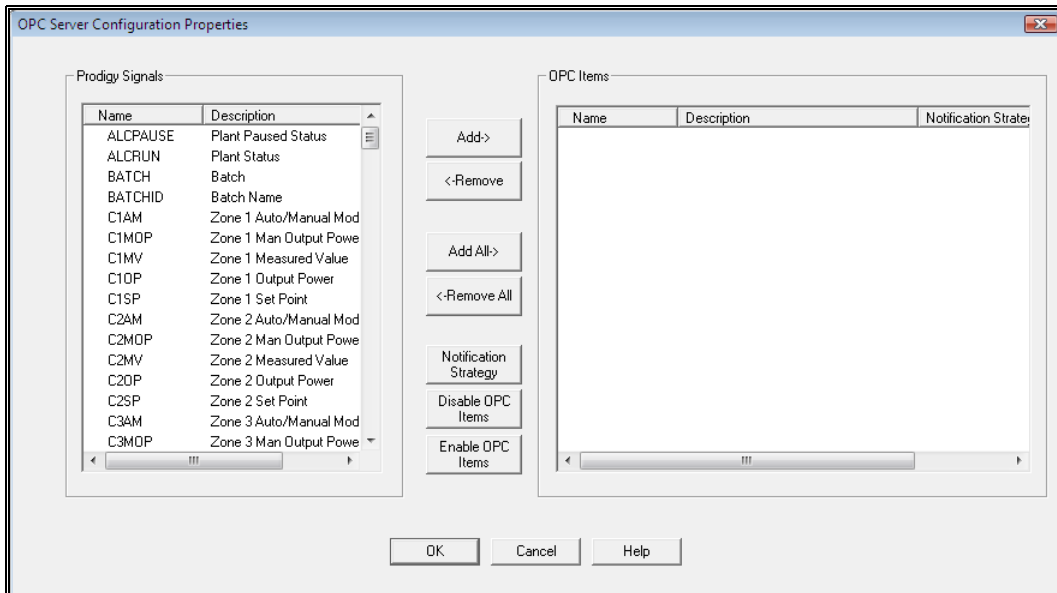 OPC Server Configuration Properties
Prodigy Signals
Name Description
ALCPAUSE Plant Paused Status
ALCRUN Plant Status
BATCH Batch
BATCHID Batch Name
C1AM Zone 1 Auto/Manual Mod
C1MOP Zone 1 Man Output Powe
C1MV Zone 1 Measured Value
C1OP Zone 1 Output Power
C1SP Zone 1 Set Point
C2AM Zone 2 Auto/Manual Mod
C2MOP Zone 2 Man Output Powe
C2MV Zone 2 Measured Value
C2OP Zone 2 Output Power
C2SP Zone 2 Set Point
C3AM Zone 3 Auto/Manual Mod
C3MOP Zone 3 Man Output Powe
Add->
<-Remove
Add All->
<-Remove All
Notification
Strategy
Disable OPC
Items
Enable OPC
Items
OPC Items
Name Description Notification Strate
OK Cancel Help